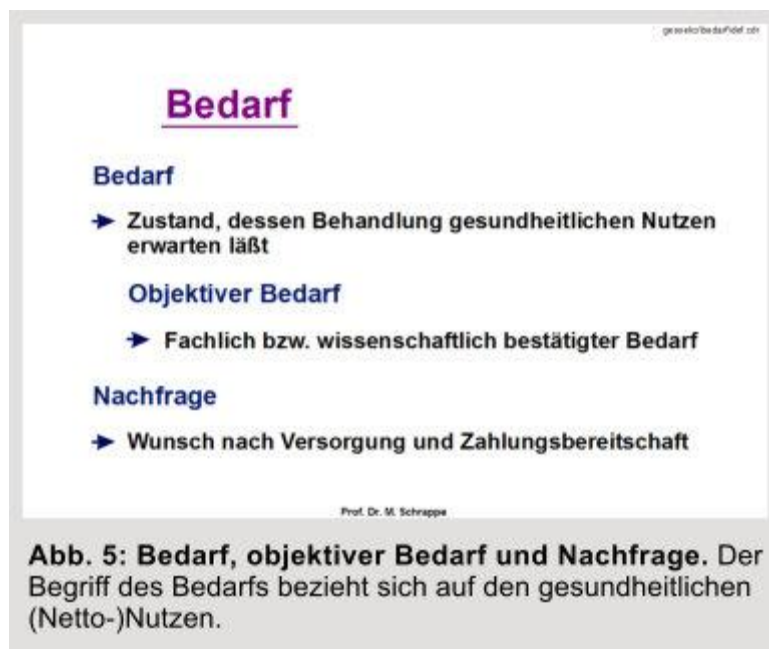 Bedarf
Bedarf
Zustand, dessen Behandlung gesundheitlichen Nutzen
erwarten läßt
Objektiver Bedarf
Fachlich bzw. wissenschaftlich bestätigter Bedarf
Nachfrage
Wunsch nach Versorgung und Zahlungsbereitschaft
Prof. Dr. M. Schrappe
Abb. 5: Bedarf, objektiver Bedarf und Nachfrage. Der
Begriff des Bedarfs bezieht sich auf den gesundheitlichen
(Netto-)Nutzen.